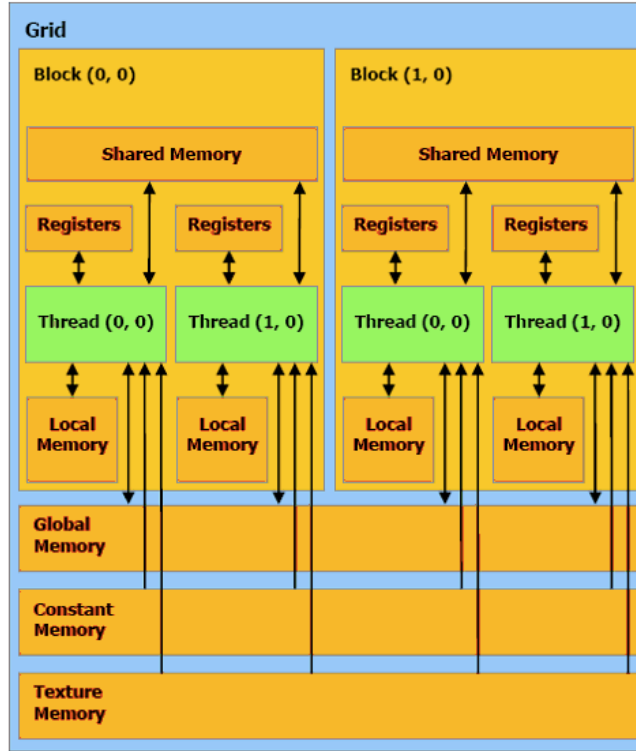 Grid
Block (0, 0)
Block (1, 0)
Shared Memory
Shared Memory
Registers
Registers
Registers
Registers
Thread (0, 0)
Thread (1, 0)
Thread (0, 0)
Thread (1, 0)
Local
Memory
Local
Memory
Local
Memory
Local
Memory
Global
Memory
Constant
Memory
Texture
Memory